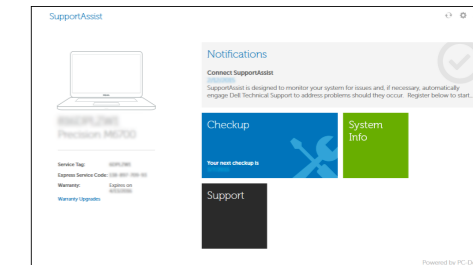 SupportAssist
Notifications
Connect SupportAssist
SupportAssist is designed to monitor your system for issues and, if necessary, automatically
engage Dell Technical Support to address problems should they occur. Register below to start..
Precision M6700
Checkup
System
Info
Your next checkup is
Service Tag:
Express Service Code:
Warranty: Expires on
Warranty Upgrades
Support
Powered by PC-D